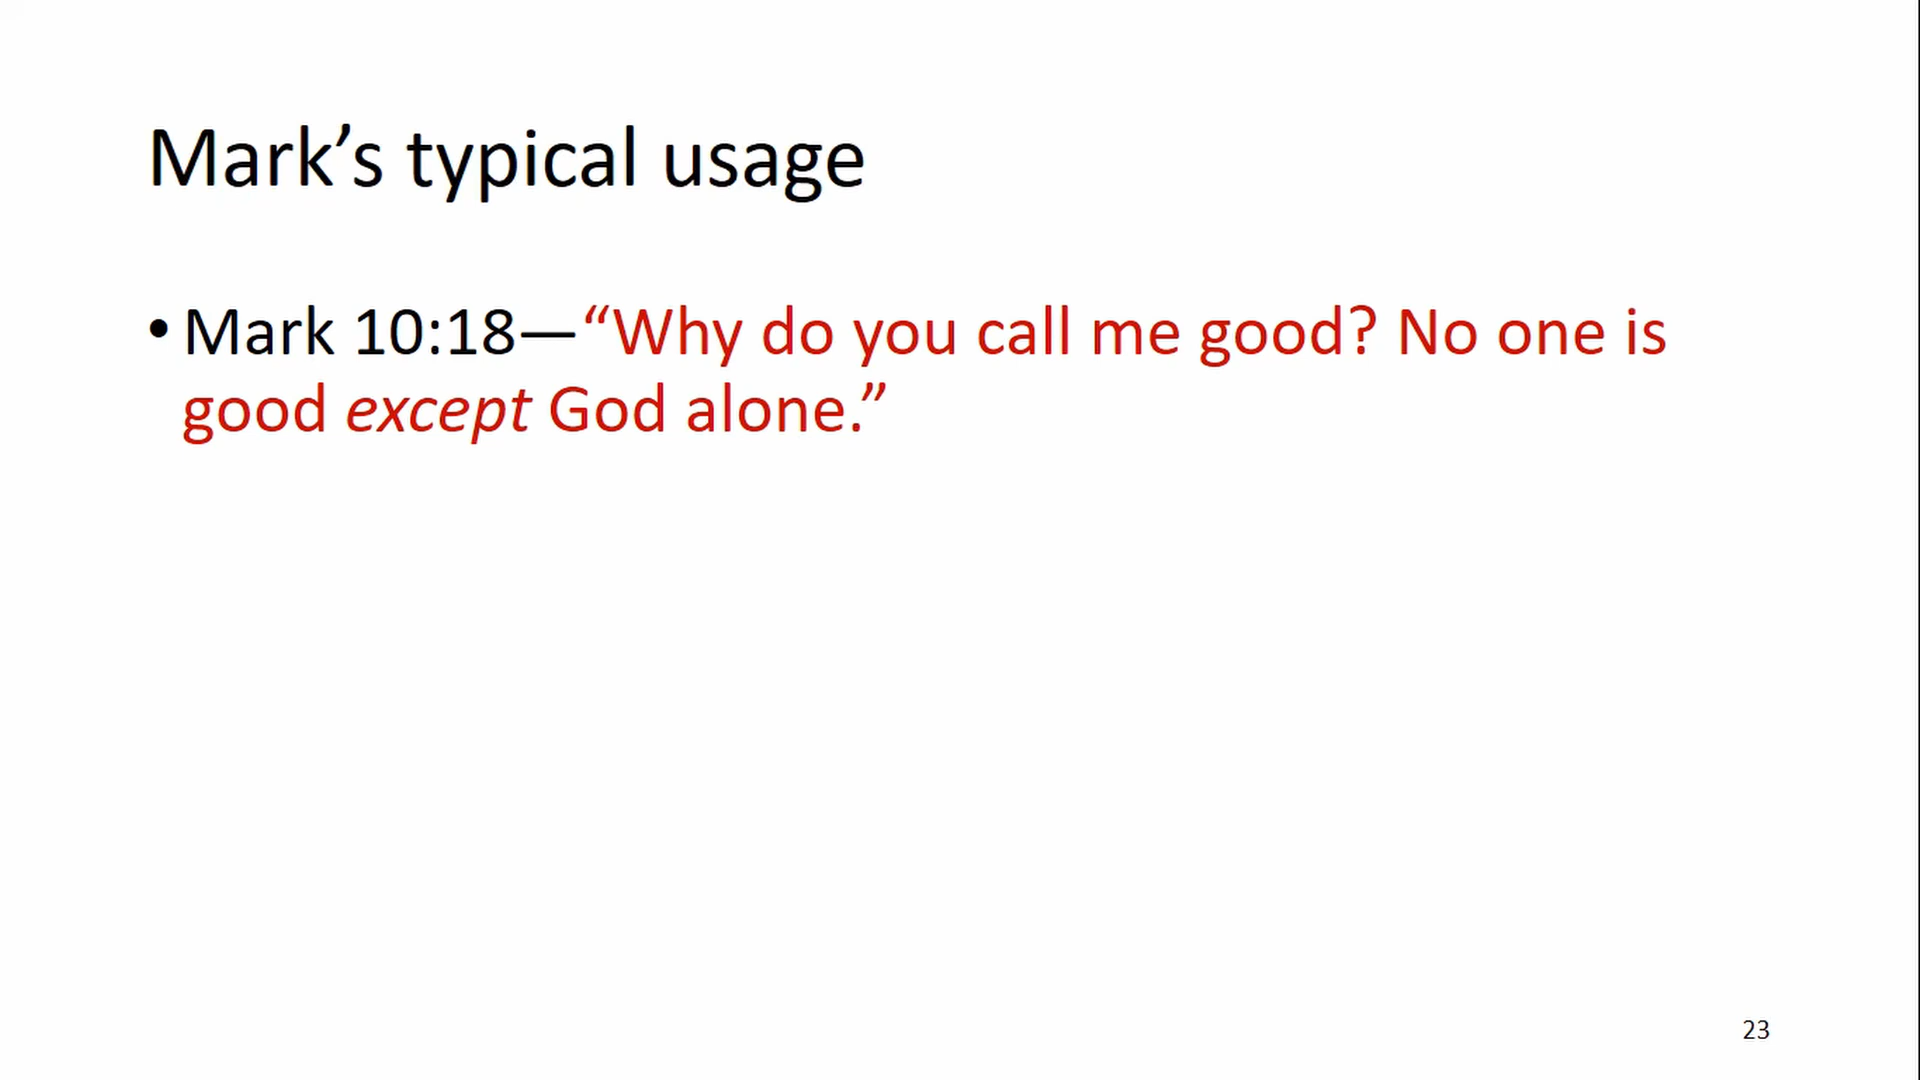 Mark’s typical usage
• Mark 10:18—“Why do you call me good? No one is
good except God alone.”
23